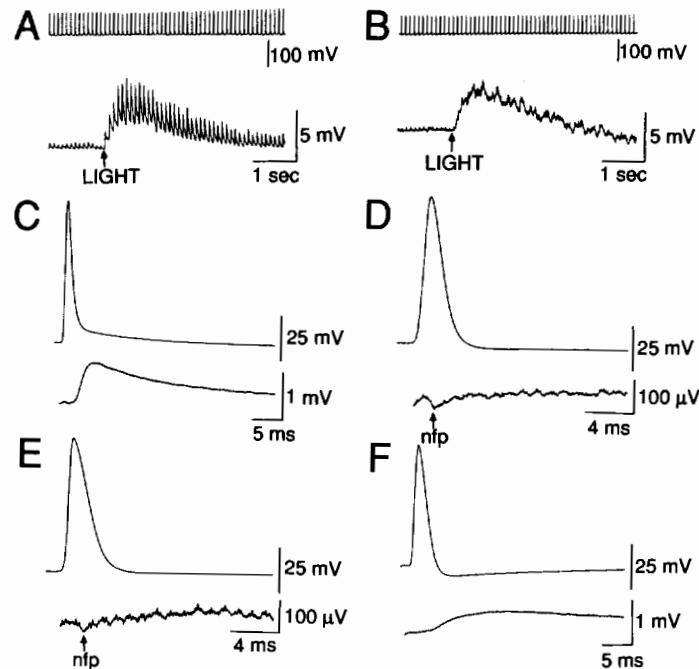 A
B
100 mV
100 mV
5 mV
5 mV
LIGHT
1 sec
LIGHT
1 sec
C
D
25 mV
25 mV
1 mV
100 µV
5 ms
nfp
4 ms
E
F
25 mV
25 mV
100 µV
1 mV
nfp
4 ms
5 ms